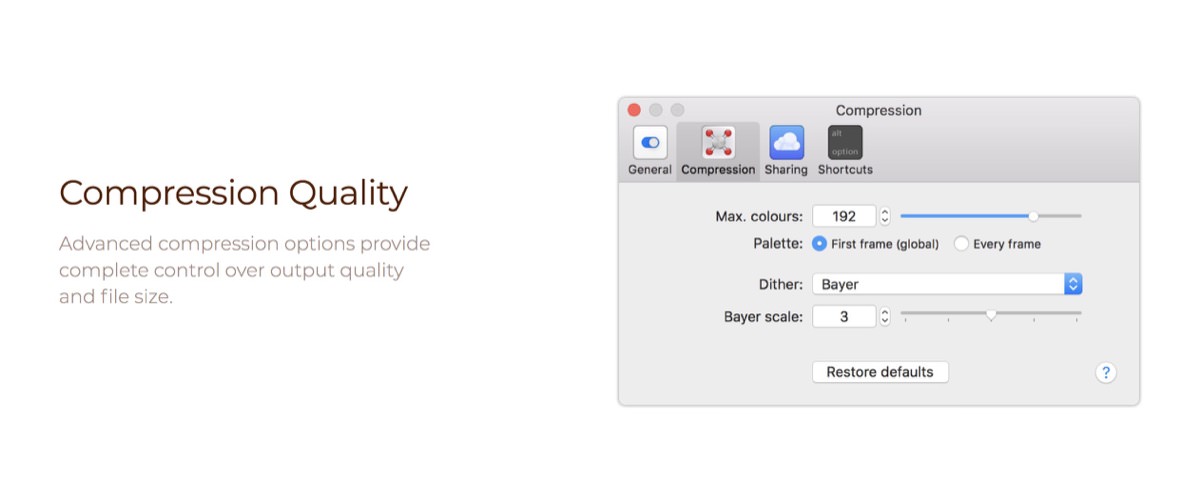 Compression Quality
Advanced compression options provide
complete control over output quality
and file size.
Compression
alt
option
General Compression Sharing Shortcuts
Max. colours: 192
Palette: First frame (global) Every frame
Dither: Bayer
Bayer scale: 3
Restore defaults ?